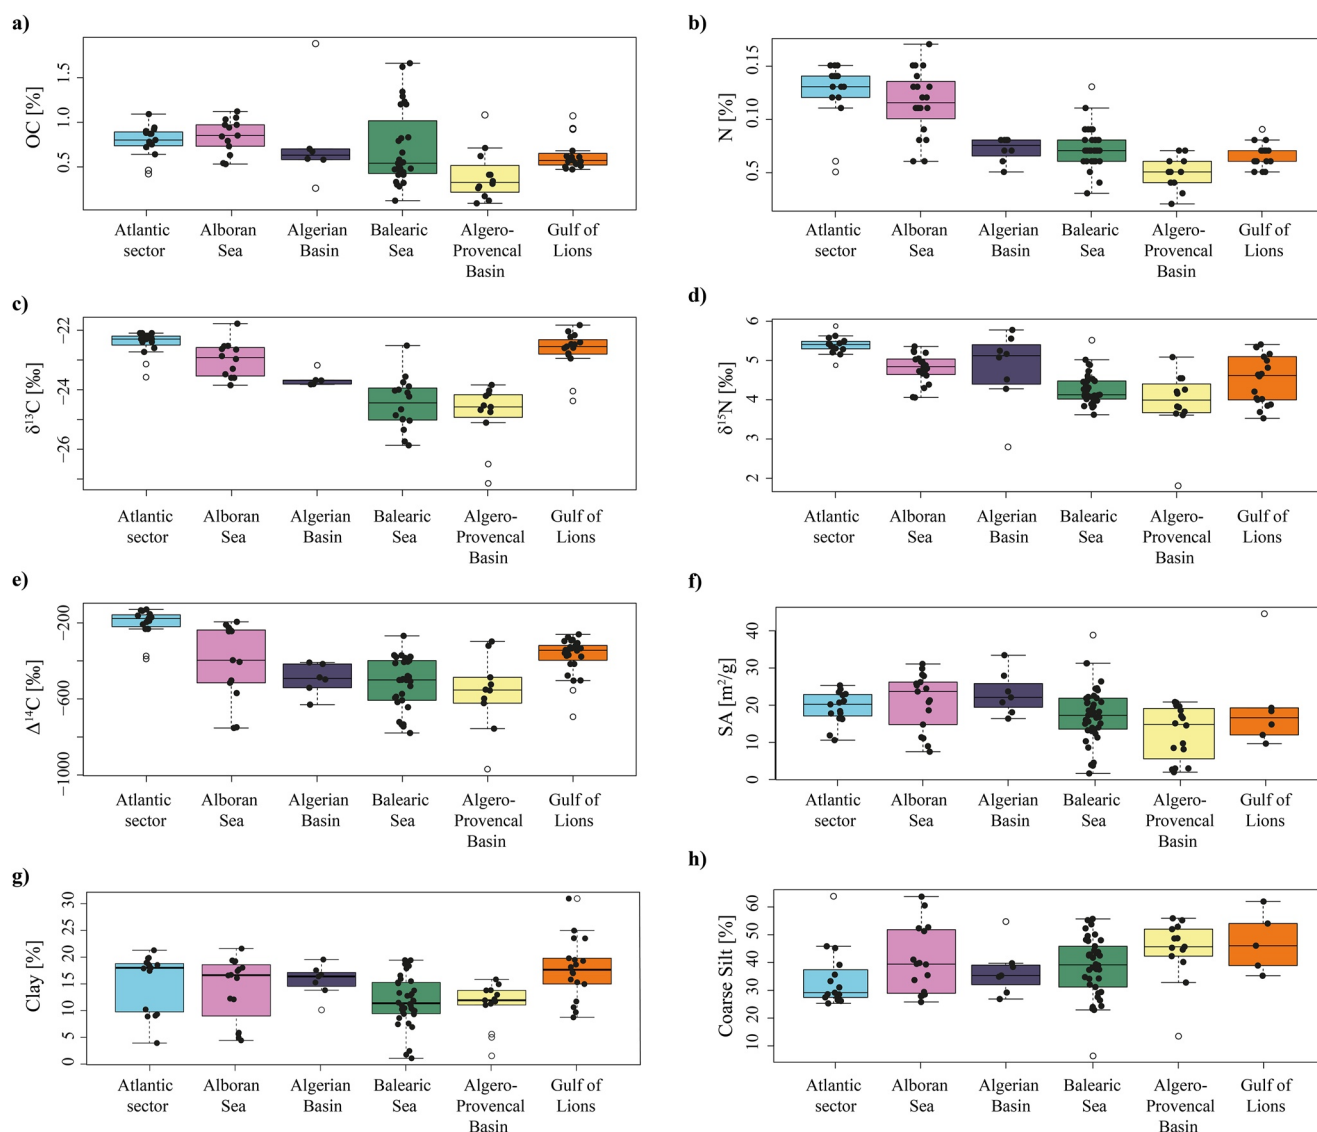 a)
OC [%]
1.5
1.0
0.5
Atlantic sector
Alboran Sea
Algerian Basin
Balearic Sea
Algero-Provencal Basin
Gulf of Lions
b)
N [%]
0.15
0.10
0.5
Atlantic sector
Alboran Sea
Algerian Basin
Balearic Sea
Algero-Provencal Basin
Gulf of Lions
c)
δ¹³C [‰]
−22
−24
−26
Atlantic sector
Alboran Sea
Algerian Basin
Balearic Sea
Algero-Provencal Basin
Gulf of Lions
d)
δ¹⁵N [‰]
6
5
4
3
2
Atlantic sector
Alboran Sea
Algerian Basin
Balearic Sea
Algero-Provencal Basin
Gulf of Lions
e)
Δ¹⁴C [‰]
−200
−600
−1000
Atlantic sector
Alboran Sea
Algerian Basin
Balearic Sea
Algero-Provencal Basin
Gulf of Lions
f)
SA [m²/g]
40
30
20
10
0
Atlantic sector
Alboran Sea
Algerian Basin
Balearic Sea
Algero-Provencal Basin
Gulf of Lions
g)
Clay [%]
30
25
20
15
10
5
0
Atlantic sector
Alboran Sea
Algerian Basin
Balearic Sea
Algero-Provencal Basin
Gulf of Lions
h)
Coarse Silt [%]
60
50
40
30
20
10
Atlantic sector
Alboran Sea
Algerian Basin
Balearic Sea
Algero-Provencal Basin
Gulf of Lions